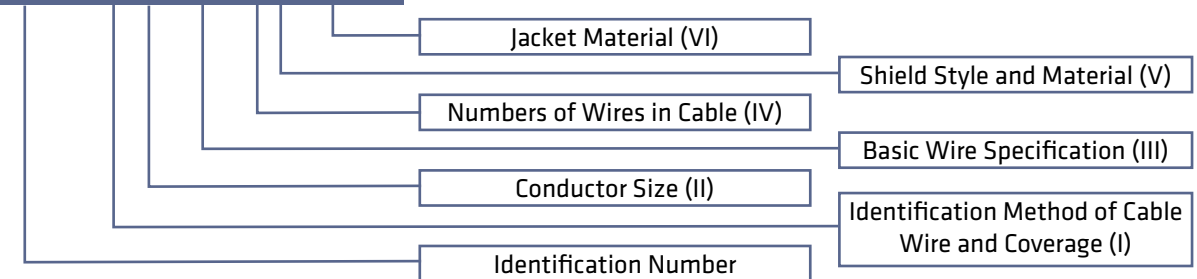 Jacket Material (VI)
Shield Style and Material (V)
Numbers of Wires in Cable (IV)
Basic Wire Specification (III)
Conductor Size (II)
Identification Method of Cable
Wire and Coverage (I)
Identification Number